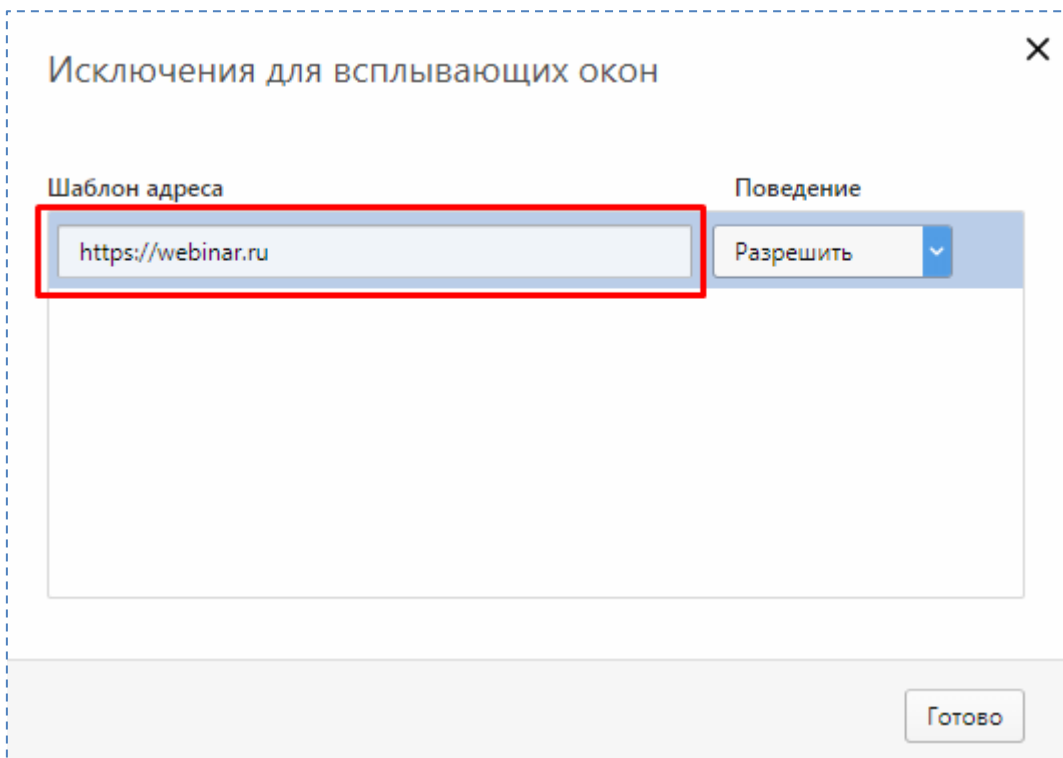 Исключения для всплывающих окон
Шаблон адреса Поведение
https://webinar.ru Разрешить
Готово